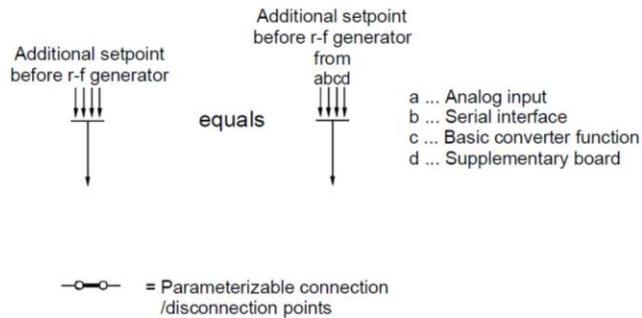 Additional setpoint
before r-f generator
equals
Additional setpoint
before r-f generator
from
abcd
a ... Analog input
b ... Serial interface
c ... Basic converter function
d ... Supplementary board
= Parameterizable connection
/disconnection points